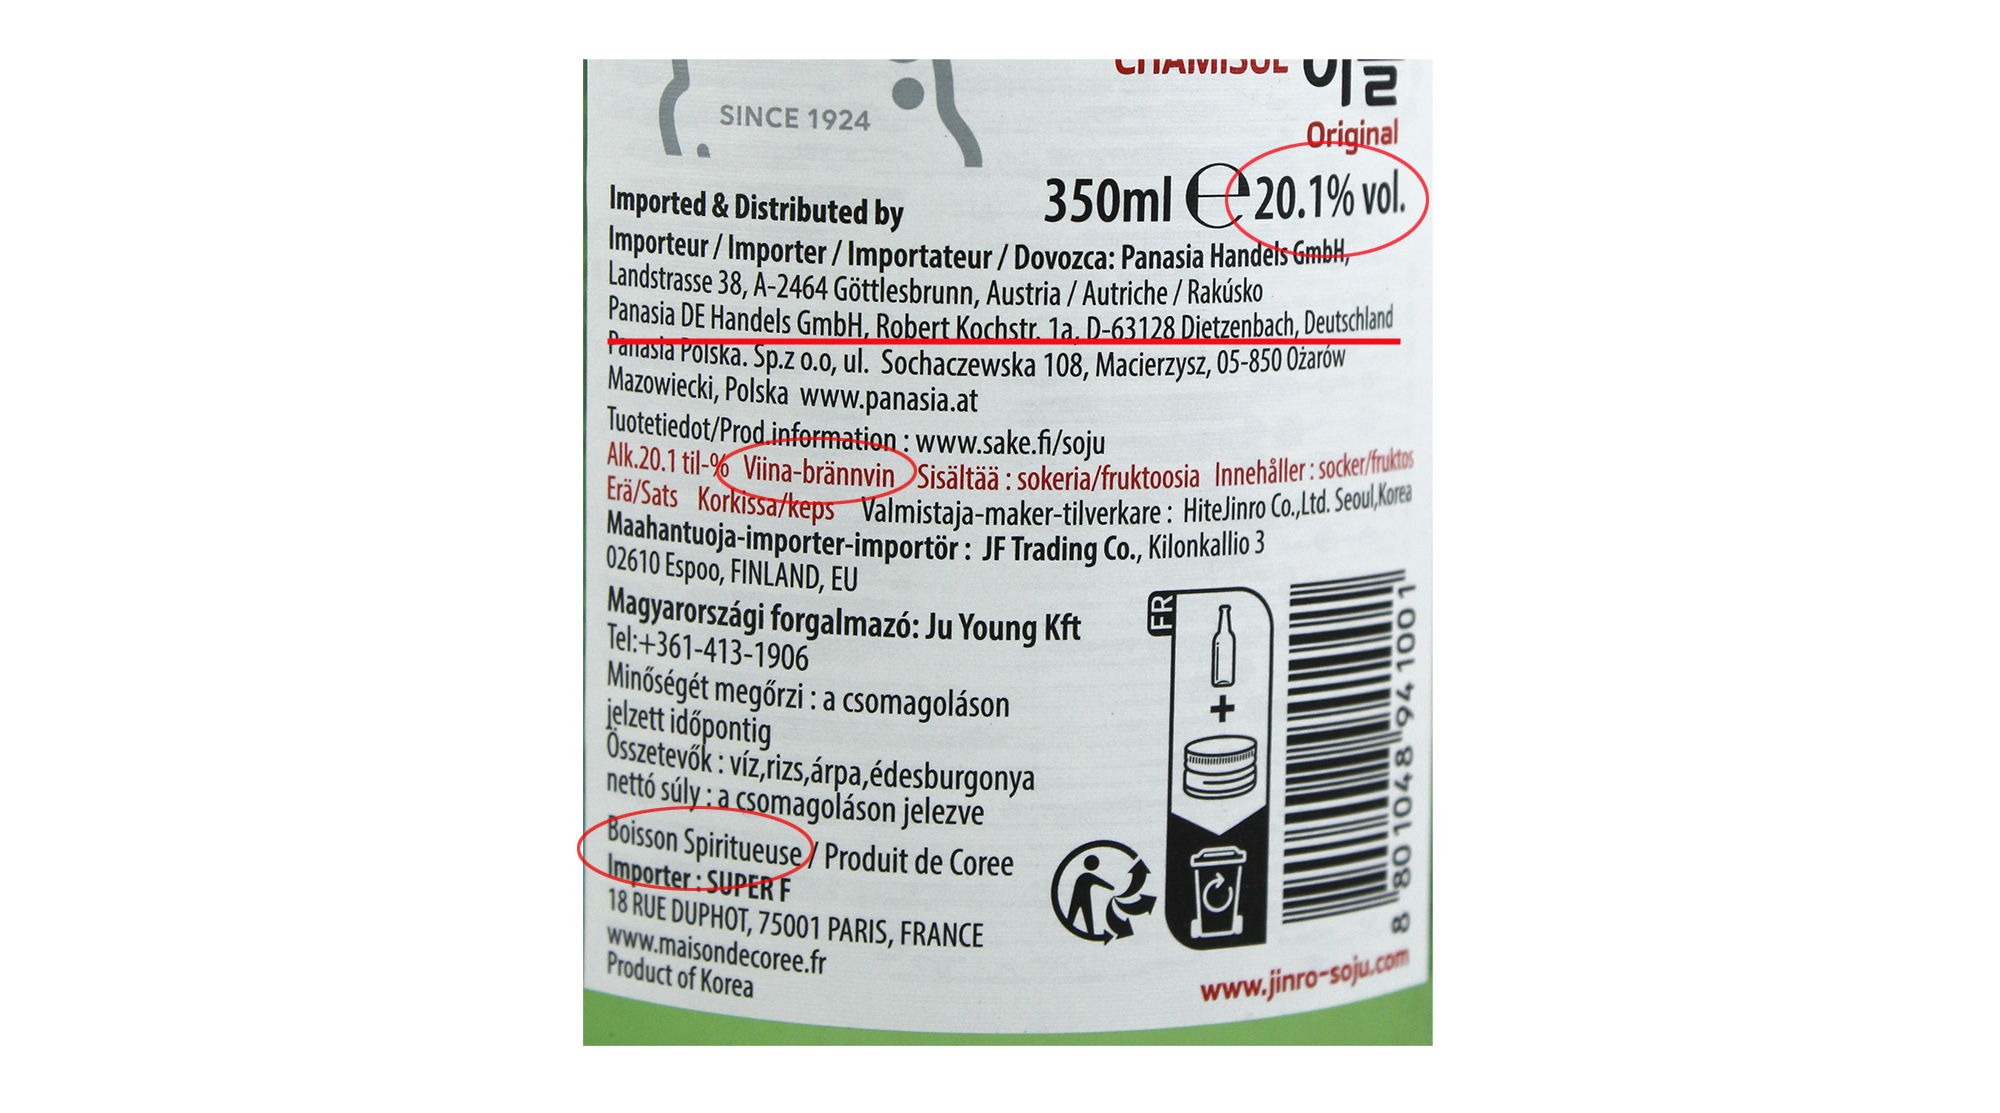 CHAMISUL 이슬
SINCE 1924
Original
350ml ℮ 20.1% vol.
Imported & Distributed by
Importeur / Importer / Importateur / Dovozca: Panasia Handels GmbH,
Landstrasse 38, A-2464 Göttlesbrunn, Austria / Autriche / Rakúsko
Panasia DE Handels GmbH, Robert Kochstr. 1a, D-63128 Dietzenbach, Deutschland
Panasia Polska. Sp.z o.o, ul. Sochaczewska 108, Macierzysz, 05-850 Ożarów
Mazowiecki, Polska www.panasia.at
Tuotetiedot/Prod.information : www.sake.fi/soju
Alk.20.1 til-% Viina-brännvin Sisältää : sokeria/fruktoosia Innehåller : socker/fruktos
Erä/Sats Korkissa/keps Valmistaja-maker-tilverkare : HiteJinro Co.,Ltd. Seoul,Korea
Maahantuoja-importer-importör : JF Trading Co., Kilonkallio 3
02610 Espoo, FINLAND, EU
Magyarországi forgalmazó: Ju Young Kft
Tel:+361-413-1906
Minőségét megőrzi : a csomagoláson
jelzett időpontig
Összetevők : víz,rizs,árpa,édesburgonya
nettó súly : a csomagoláson jelezve
Boisson Spiritueuse / Produit de Coree
Importer : SUPER F
18 RUE DUPHOT, 75001 PARIS, FRANCE
www.maisondecoree.fr
Product of Korea
FR
+
8 801048 941001
www.jinro-soju.com